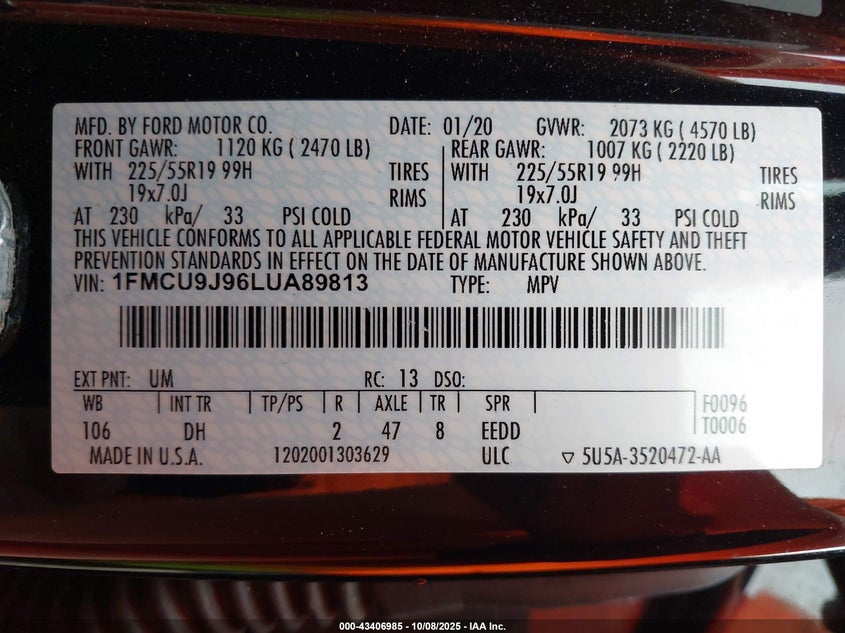 MFD. BY FORD MOTOR CO. DATE: 01/20 GVWR: 2073 KG ( 4570 LB)
FRONT GAWR: 1120 KG ( 2470 LB) REAR GAWR: 1007 KG ( 2220 LB)
WITH 225/55R19 99H TIRES WITH 225/55R19 99H TIRES
19x7.0J RIMS 19x7.0J RIMS
AT 230 kPa/ 33 PSI COLD AT 230 kPa/ 33 PSI COLD
THIS VEHICLE CONFORMS TO ALL APPLICABLE FEDERAL MOTOR VEHICLE SAFETY AND THEFT
PREVENTION STANDARDS IN EFFECT ON THE DATE OF MANUFACTURE SHOWN ABOVE.
VIN: 1FMCU9J96LUA89813 TYPE: MPV
EXT PNT: UM RC: 13 DSO:
WB INT TR TP/PS R AXLE TR SPR F0096
106 DH 2 47 8 EEDD T0006
MADE IN U.S.A. 1202001303629 ULC ▽ 5U5A-3520472-AA
000-43406985 - 10/08/2025 - IAA Inc.